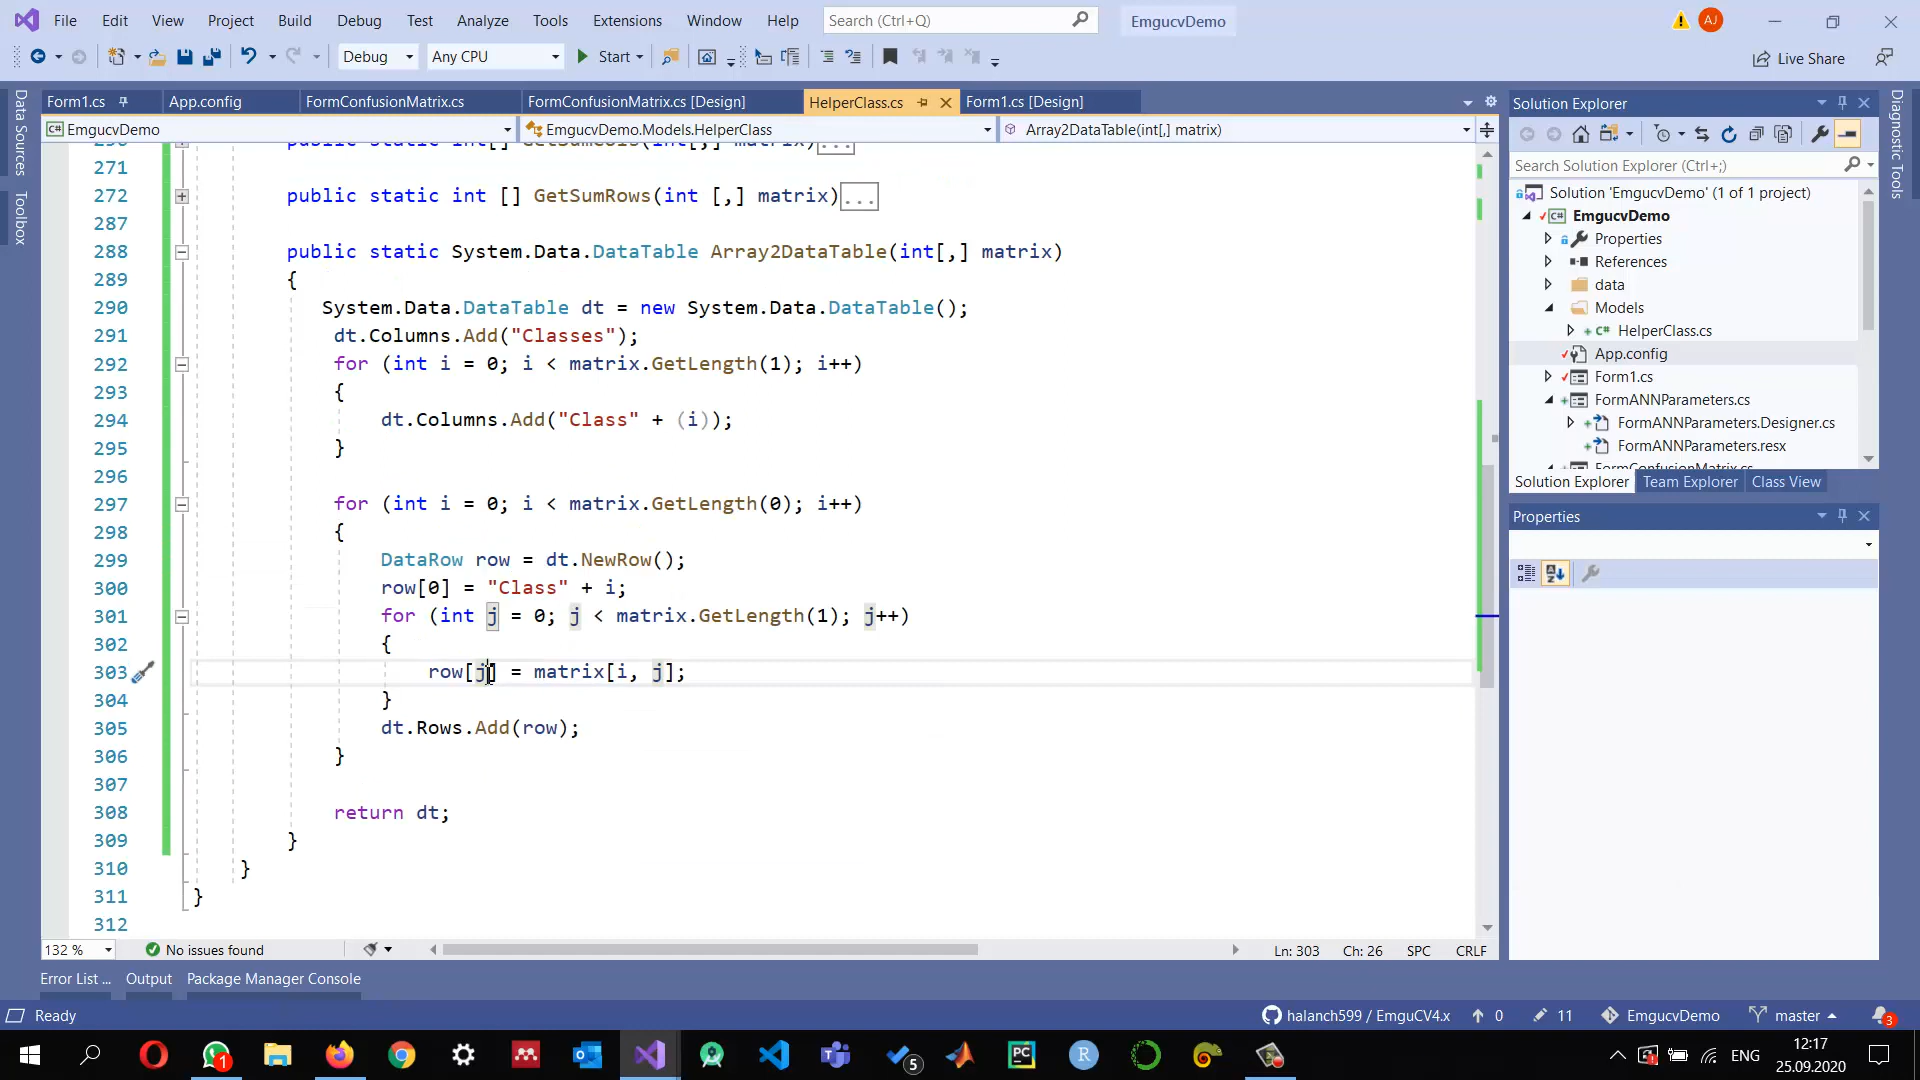 File Edit View Project Build Debug Test Analyze Tools Extensions Window Help Search (Ctrl+Q) EmgucvDemo AJ
Debug Any CPU Start Live Share
Data Sources
Toolbox
Form1.cs App.config FormConfusionMatrix.cs FormConfusionMatrix.cs [Design] HelperClass.cs Form1.cs [Design]
EmgucvDemo EmgucvDemo.Models.HelperClass Array2DataTable(int[,] matrix)
271
272 public static int [] GetSumRows(int [,] matrix)...
287
288 public static System.Data.DataTable Array2DataTable(int[,] matrix)
289 {
290 System.Data.DataTable dt = new System.Data.DataTable();
291 dt.Columns.Add("Classes");
292 for (int i = 0; i < matrix.GetLength(1); i++)
293 {
294 dt.Columns.Add("Class" + (i));
295 }
296
297 for (int i = 0; i < matrix.GetLength(0); i++)
298 {
299 DataRow row = dt.NewRow();
300 row[0] = "Class" + i;
301 for (int j = 0; j < matrix.GetLength(1); j++)
302 {
303 row[j] = matrix[i, j];
304 }
305 dt.Rows.Add(row);
306 }
307
308 return dt;
309 }
310 }
311 }
312
132 % No issues found Ln: 303 Ch: 26 SPC CRLF
Error List ... Output Package Manager Console
Solution Explorer
Search Solution Explorer (Ctrl+;)
Solution 'EmgucvDemo' (1 of 1 project)
EmgucvDemo
Properties
References
data
Models
HelperClass.cs
App.config
Form1.cs
FormANNParameters.cs
FormANNParameters.Designer.cs
FormANNParameters.resx
FormConfusionMatrix.cs
Solution Explorer Team Explorer Class View
Properties
Diagnostic Tools
Ready halanch599 / EmguCV4.x 0 11 EmgucvDemo master 3
1 5 PC R ENG 12:17
25.09.2020